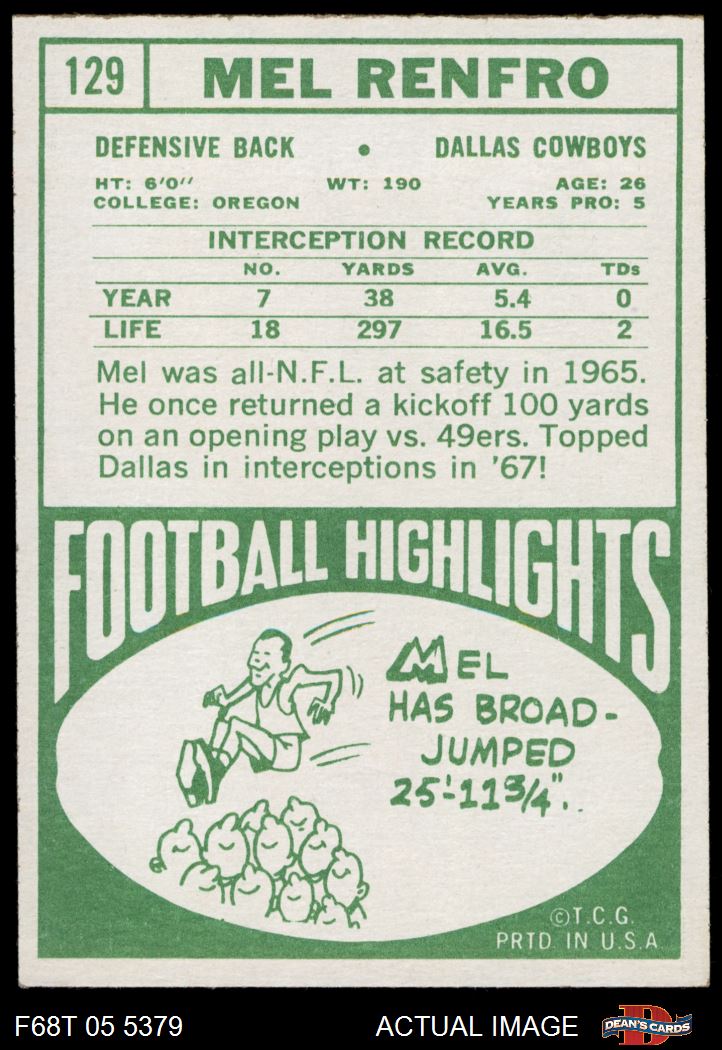 129 MEL RENFRO
DEFENSIVE BACK • DALLAS COWBOYS
HT: 6'0'' WT: 190 AGE: 26
COLLEGE: OREGON YEARS PRO: 5
INTERCEPTION RECORD
NO. YARDS AVG. TDs
YEAR 7 38 5.4 0
LIFE 18 297 16.5 2
Mel was all-N.F.L. at safety in 1965.
He once returned a kickoff 100 yards
on an opening play vs. 49ers. Topped
Dallas in interceptions in '67!
FOOTBALL HIGHLIGHTS
MEL
HAS BROAD-
JUMPED
25'-11 3/4"..
©T.C.G.
PRTD IN U.S.A
F68T 05 5379 ACTUAL IMAGE D DEAN'S CARDS